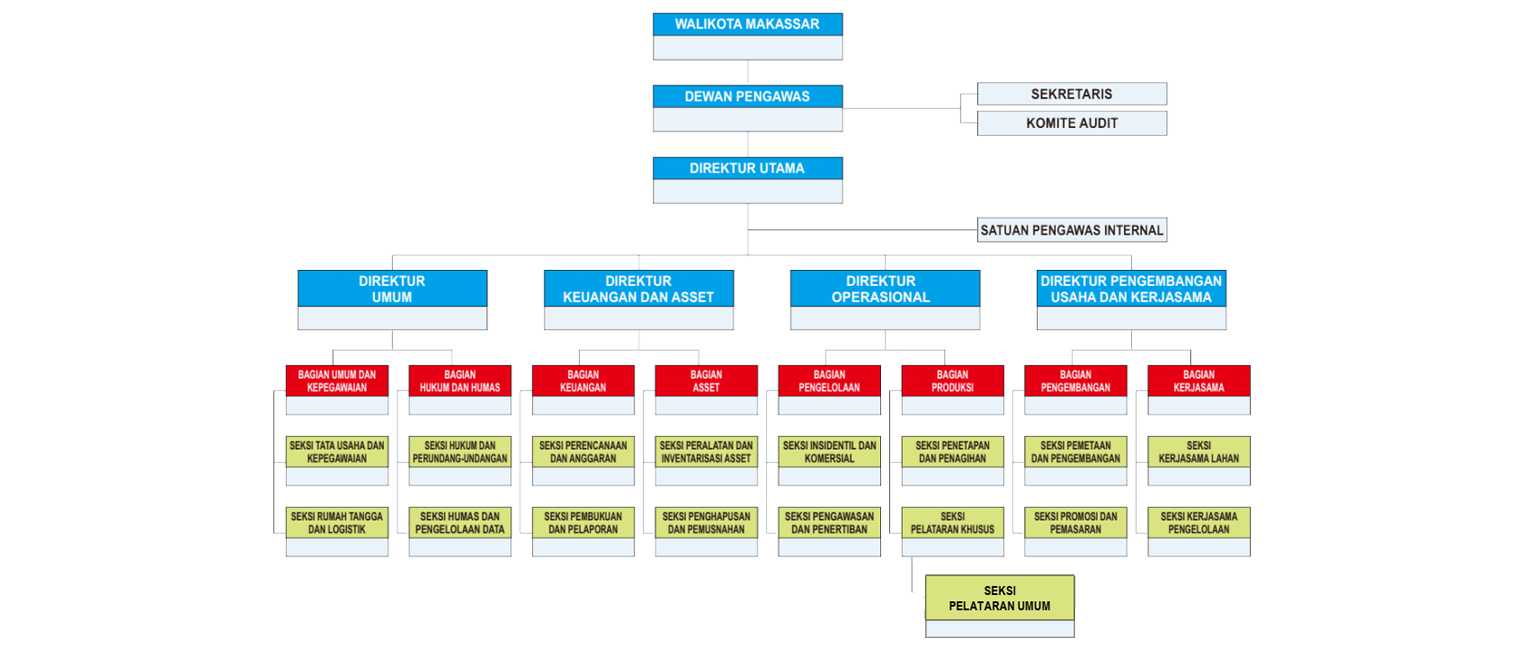 WALIKOTA MAKASSAR
DEWAN PENGAWAS
SEKRETARIS
KOMITE AUDIT
DIREKTUR UTAMA
SATUAN PENGAWAS INTERNAL
DIREKTUR
UMUM
DIREKTUR
KEUANGAN DAN ASSET
DIREKTUR
OPERASIONAL
DIREKTUR PENGEMBANGAN
USAHA DAN KERJASAMA
BAGIAN UMUM DAN
KEPEGAWAIAN
BAGIAN
HUKUM DAN HUMAS
BAGIAN
KEUANGAN
BAGIAN
ASSET
BAGIAN
PENGELOLAAN
BAGIAN
PRODUKSI
BAGIAN
PENGEMBANGAN
BAGIAN
KERJASAMA
SEKSI TATA USAHA DAN
KEPEGAWAIAN
SEKSI HUKUM DAN
PERUNDANG-UNDANGAN
SEKSI PERENCANAAN
DAN ANGGARAN
SEKSI PERALATAN DAN
INVENTARISASI ASSET
SEKSI INSIDENTIL DAN
KOMERSIAL
SEKSI PENETAPAN
DAN PENAGIHAN
SEKSI PEMETAAN
DAN PENGEMBANGAN
SEKSI
KERJASAMA LAHAN
SEKSI RUMAH TANGGA
DAN LOGISTIK
SEKSI HUMAS DAN
PENGELOLAAN DATA
SEKSI PEMBUKUAN
DAN PELAPORAN
SEKSI PENGHAPUSAN
DAN PEMUSNAHAN
SEKSI PENGAWASAN
DAN PENERTIBAN
SEKSI
PELATARAN KHUSUS
SEKSI PROMOSI DAN
PEMASARAN
SEKSI KERJASAMA
PENGELOLAAN
SEKSI
PELATARAN UMUM